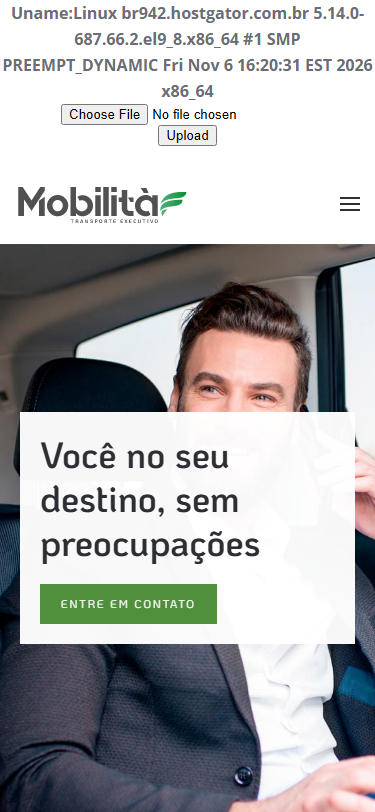 Uname:Linux br942.hostgator.com.br 5.14.0-
687.66.2.el9_8.x86_64 #1 SMP
PREEMPT_DYNAMIC Fri Nov 6 16:20:31 EST 2026
x86_64
Choose File No file chosen
Upload
Mobilità
TRANSPORTE EXECUTIVO
Você no seu
destino, sem
preocupações
ENTRE EM CONTATO